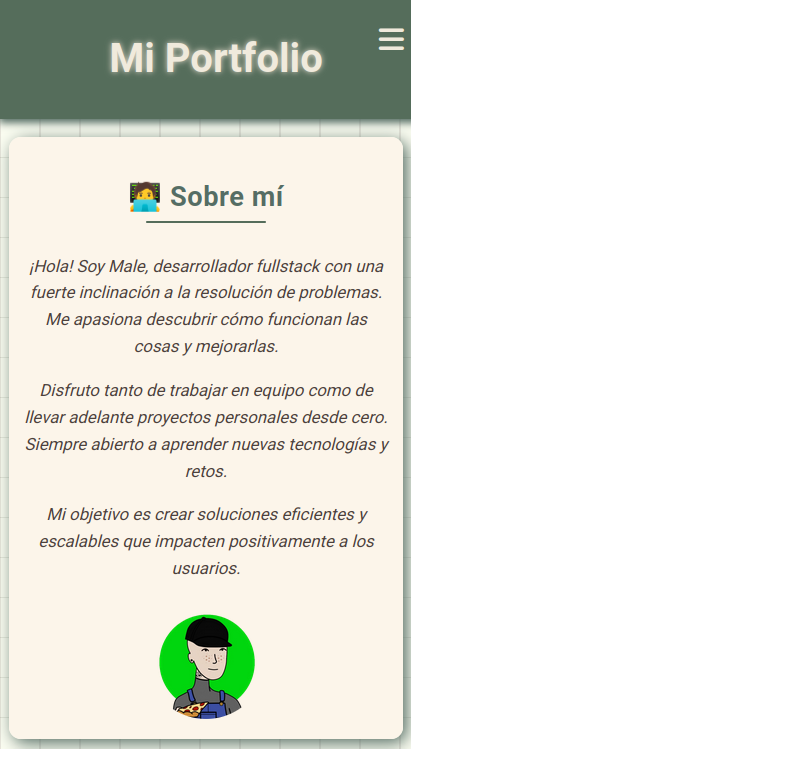 Mi Portfolio
🧑‍💻 Sobre mí
¡Hola! Soy Male, desarrollador fullstack con una
fuerte inclinación a la resolución de problemas.
Me apasiona descubrir cómo funcionan las
cosas y mejorarlas.
Disfruto tanto de trabajar en equipo como de
llevar adelante proyectos personales desde cero.
Siempre abierto a aprender nuevas tecnologías y
retos.
Mi objetivo es crear soluciones eficientes y
escalables que impacten positivamente a los
usuarios.